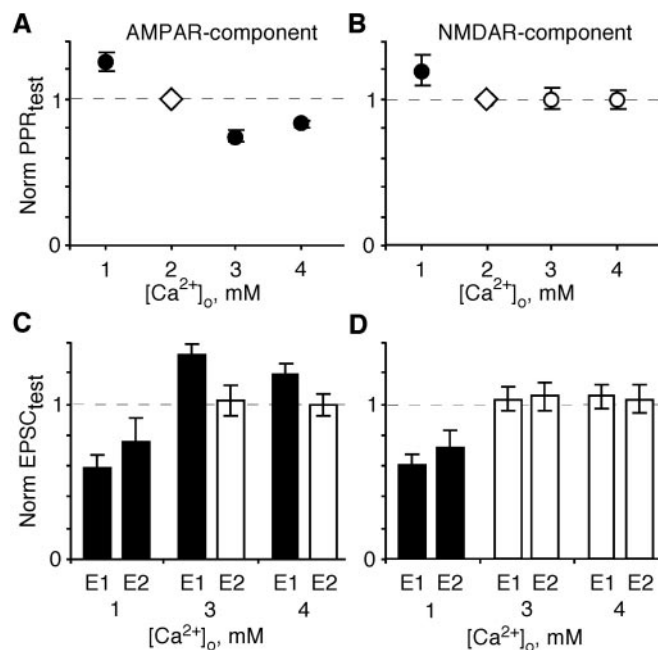 A AMPAR-component
B NMDAR-component
Norm PPRtest
1
0
1 2 3 4
[Ca2+]o, mM
1
0
1 2 3 4
[Ca2+]o, mM
C
D
Norm EPSCtest
1
0
E1 E2 E1 E2 E1 E2
1 3 4
[Ca2+]o, mM
1
0
E1 E2 E1 E2 E1 E2
1 3 4
[Ca2+]o, mM